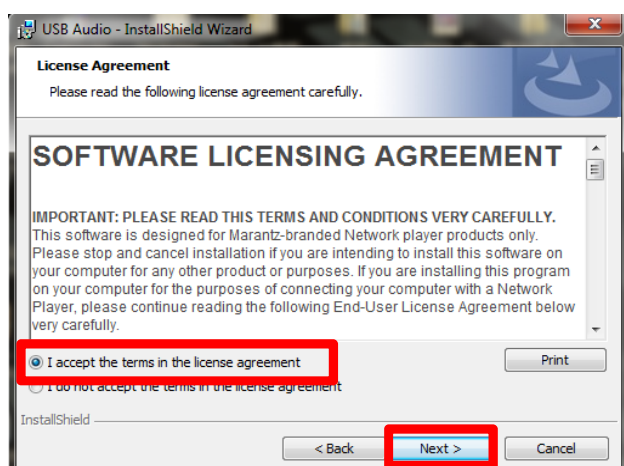 USB Audio - InstallShield Wizard
License Agreement
Please read the following license agreement carefully.
SOFTWARE LICENSING AGREEMENT
IMPORTANT: PLEASE READ THIS TERMS AND CONDITIONS VERY CAREFULLY.
This software is designed for Marantz-branded Network player products only.
Please stop and cancel installation if you are intending to install this software on
your computer for any other product or purposes. If you are installing this program
on your computer for the purposes of connecting your computer with a Network
Player, please continue reading the following End-User License Agreement below
very carefully.
I accept the terms in the license agreement
Print
I do not accept the terms in the license agreement
InstallShield
< Back
Next >
Cancel